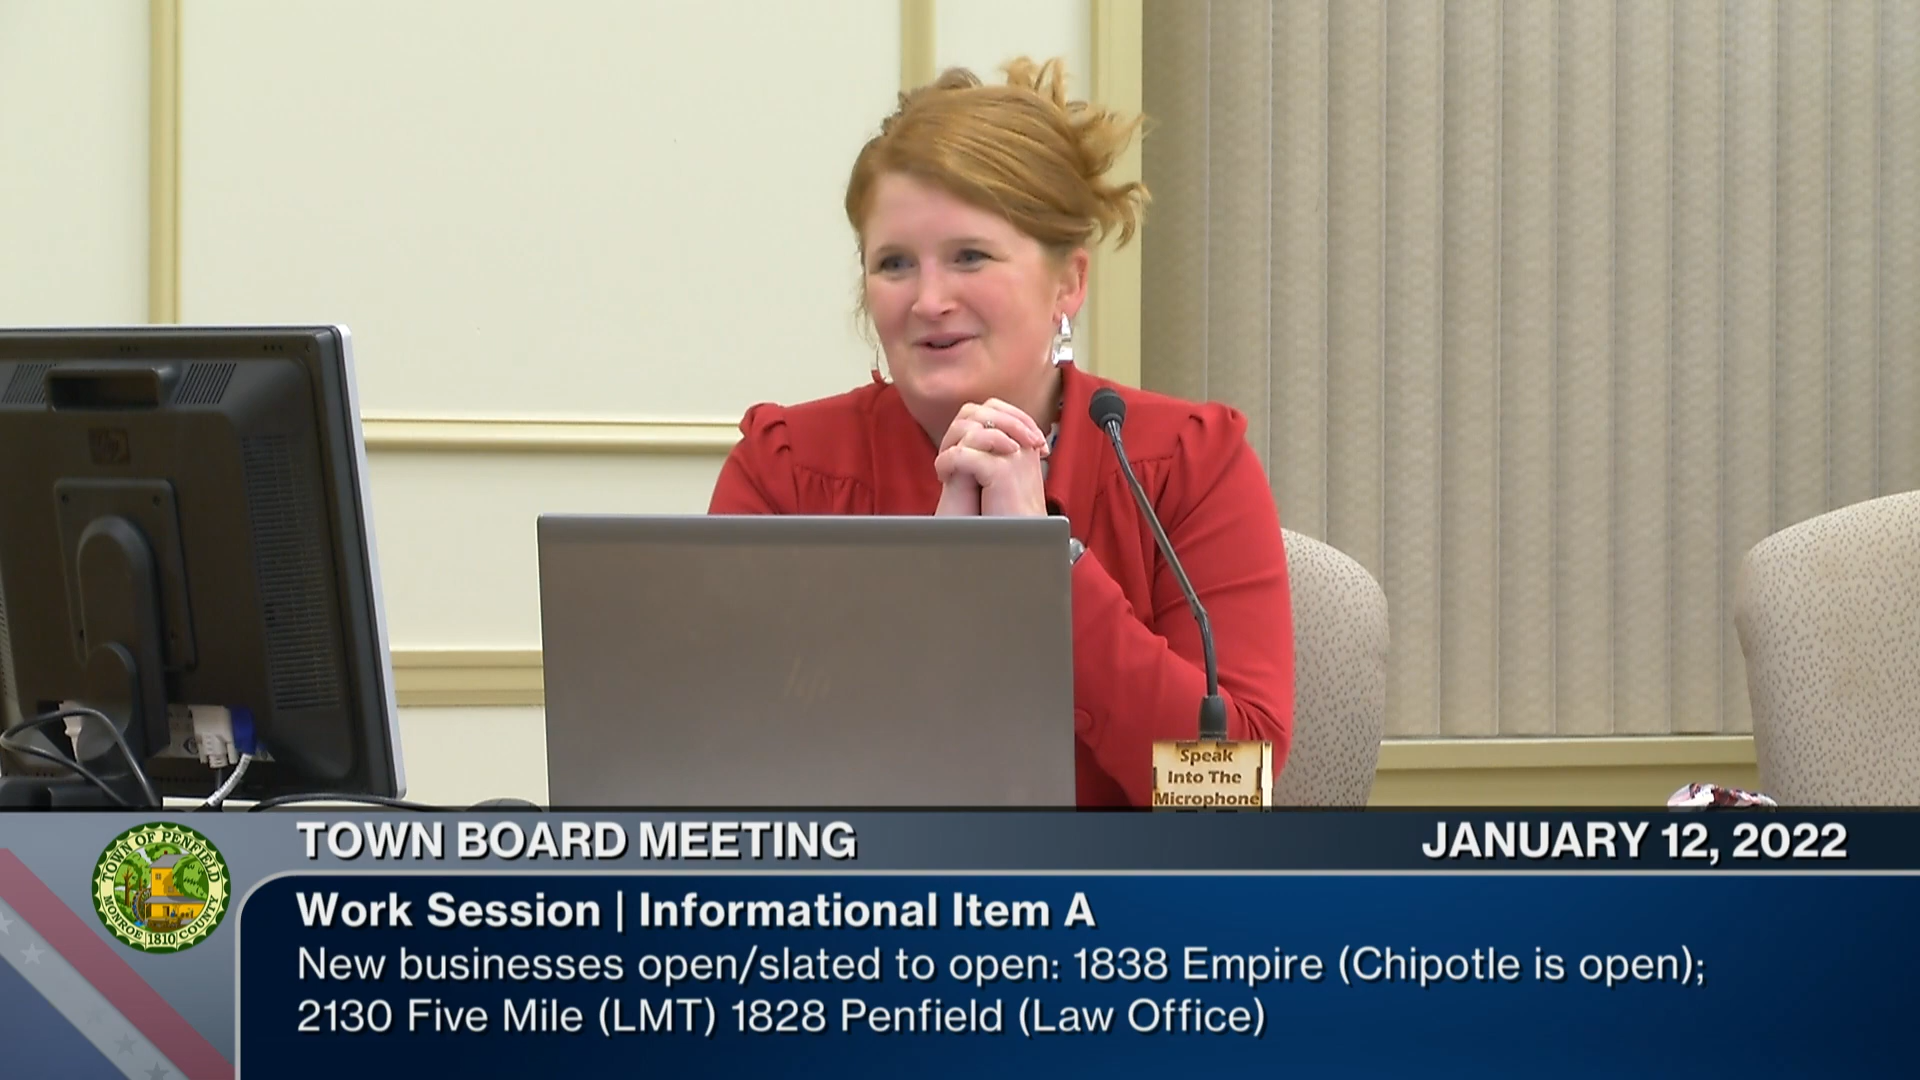 Speak
Into The
Microphone
TOWN BOARD MEETING
JANUARY 12, 2022
TOWN OF PENFIELD
MONROE COUNTY
1810
Work Session | Informational Item A
New businesses open/slated to open: 1838 Empire (Chipotle is open);
2130 Five Mile (LMT) 1828 Penfield (Law Office)
hp